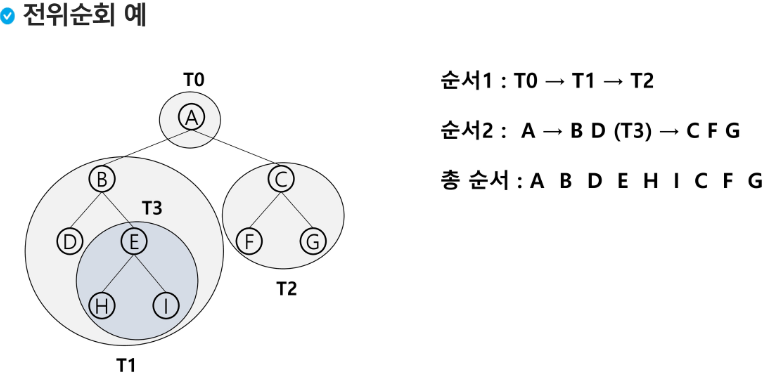 전위순회 예
T0
A
B
C
T3
D
E
F
G
H
I
T2
T1
순서1 : T0 → T1 → T2
순서2 : A → B D (T3) → C F G
총 순서 : A B D E H I C F G